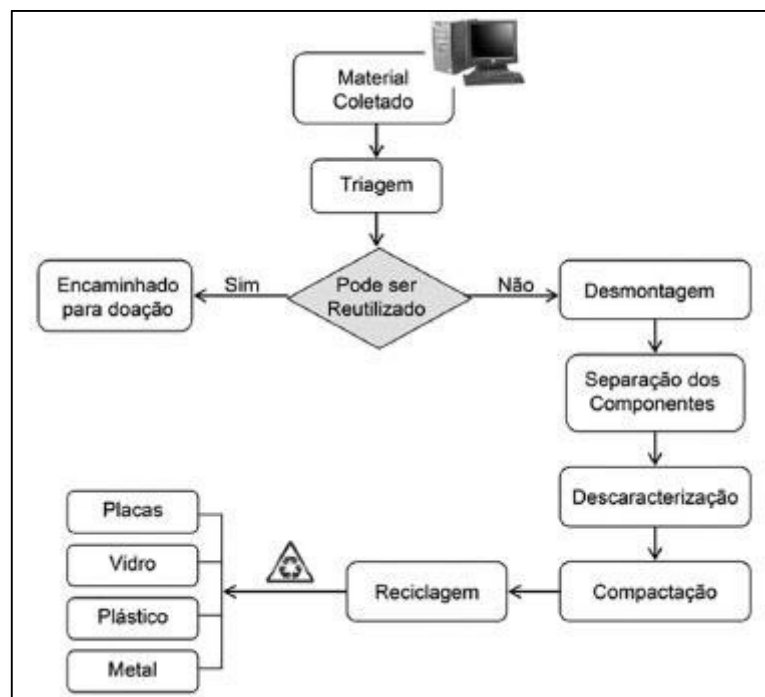 Material
Coletado
Triagem
Pode ser
Reutilizado
Sim
Encaminhado
para doação
Não
Desmontagem
Separação dos
Componentes
Descaracterização
Compactação
Reciclagem
Placas
Vidro
Plástico
Metal